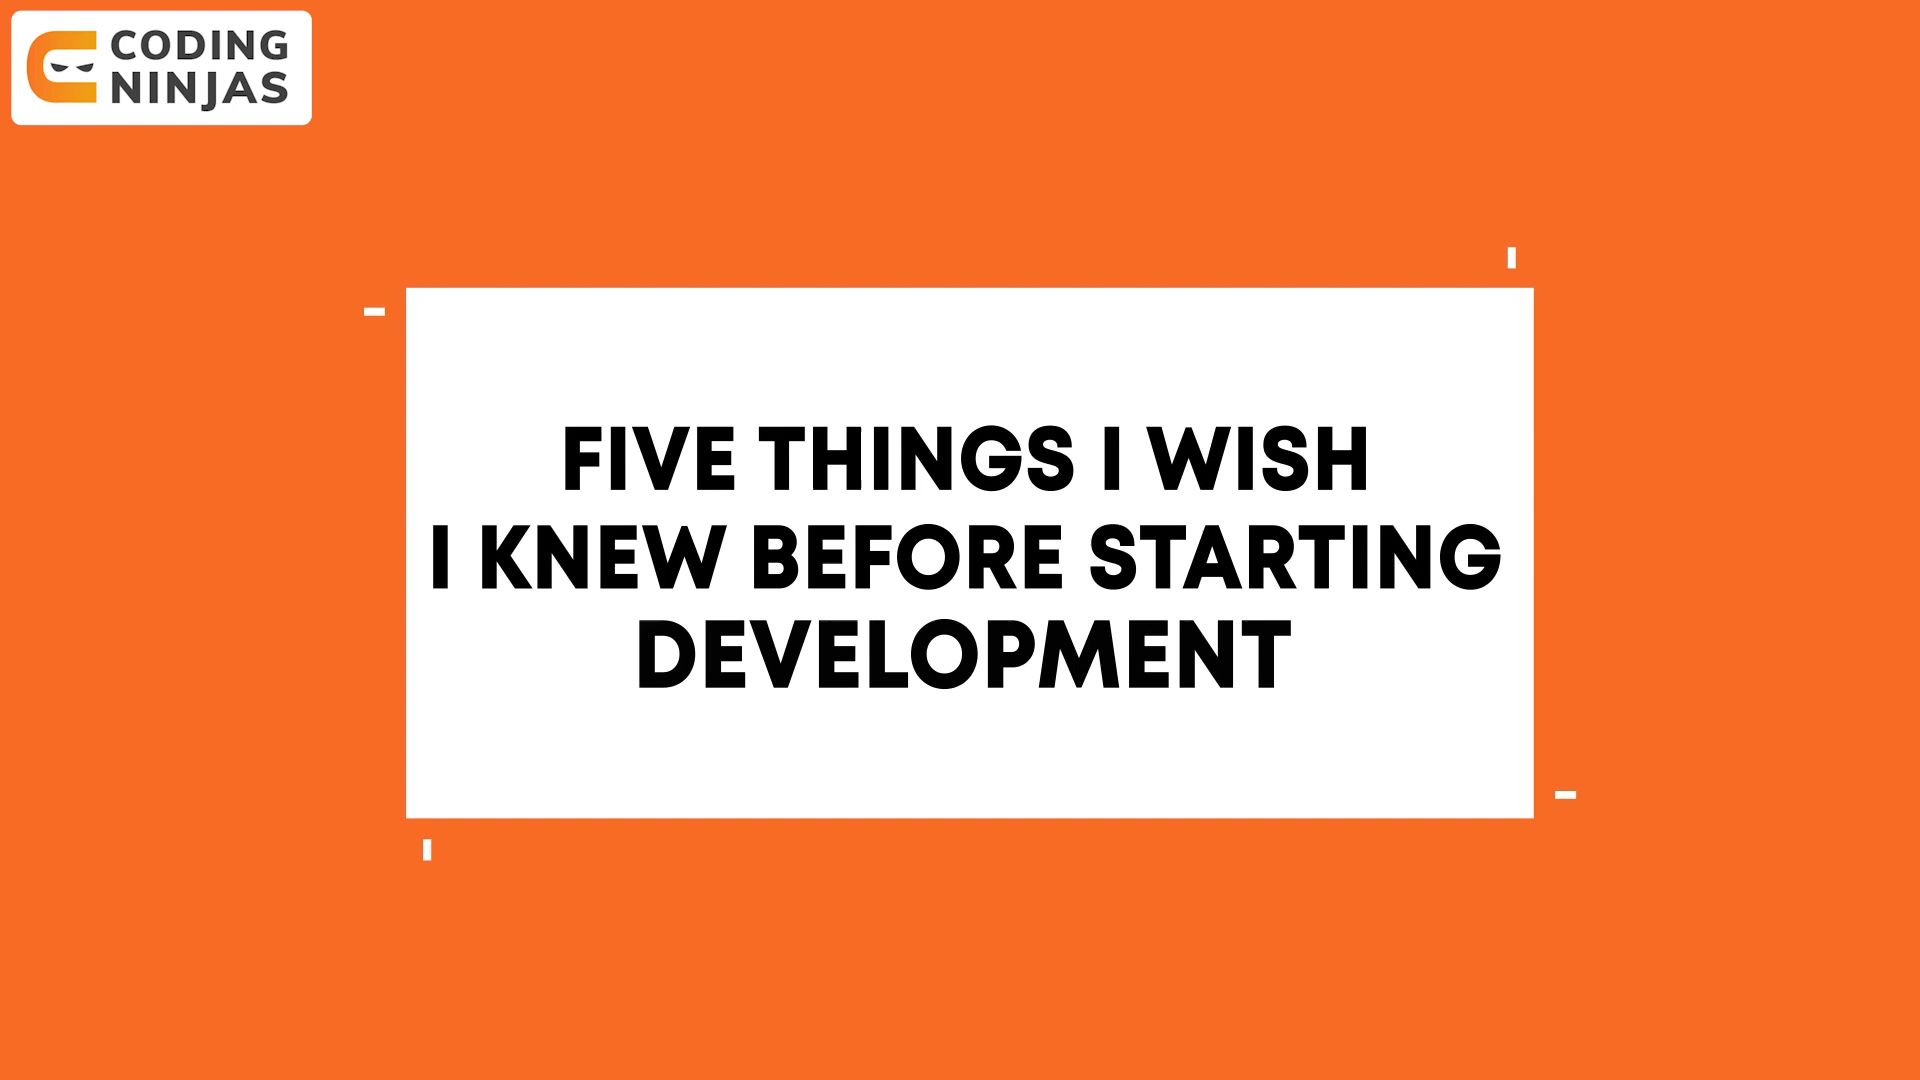 CODING
NINJAS
FIVE THINGS I WISH
I KNEW BEFORE STARTING
DEVELOPMENT